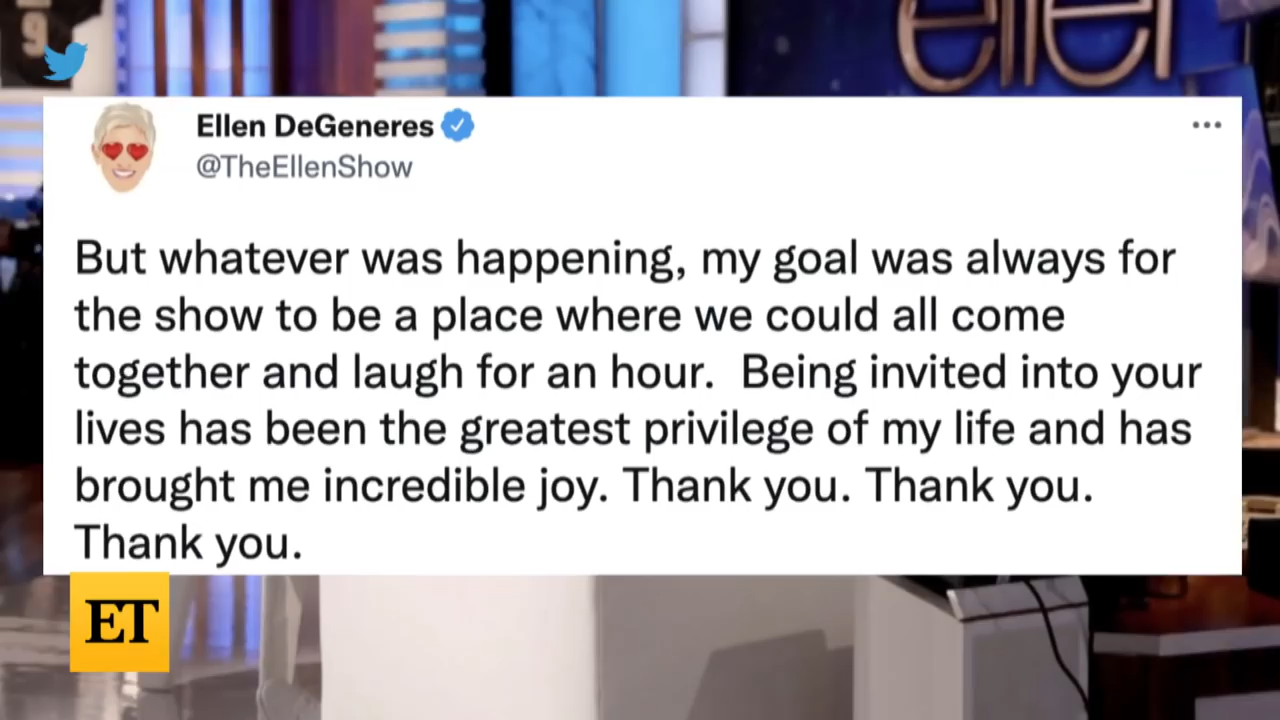 9
ellen
Ellen DeGeneres
@TheEllenShow
But whatever was happening, my goal was always for
the show to be a place where we could all come
together and laugh for an hour.  Being invited into your
lives has been the greatest privilege of my life and has
brought me incredible joy. Thank you. Thank you.
Thank you.
ET